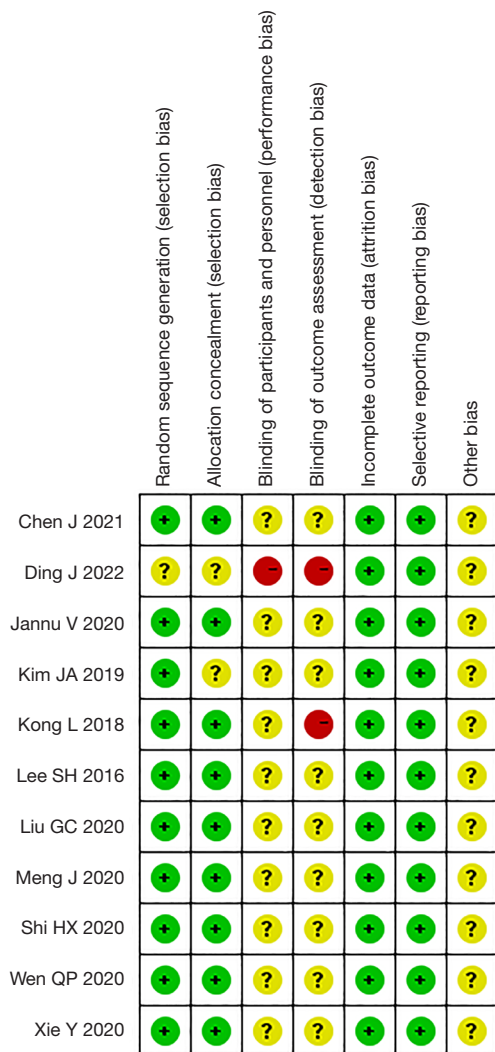 Random sequence generation (selection bias)
Allocation concealment (selection bias)
Blinding of participants and personnel (performance bias)
Blinding of outcome assessment (detection bias)
Incomplete outcome data (attrition bias)
Selective reporting (reporting bias)
Other bias
Chen J 2021 + + ? ? + + ?
Ding J 2022 ? ? - - + + ?
Jannu V 2020 + + ? ? + + ?
Kim JA 2019 + ? ? ? + + ?
Kong L 2018 + + ? - + + ?
Lee SH 2016 + + ? ? + + ?
Liu GC 2020 + + ? ? + + ?
Meng J 2020 + + ? ? + + ?
Shi HX 2020 + + ? ? + + ?
Wen QP 2020 + + ? ? + + ?
Xie Y 2020 + + ? ? + + ?